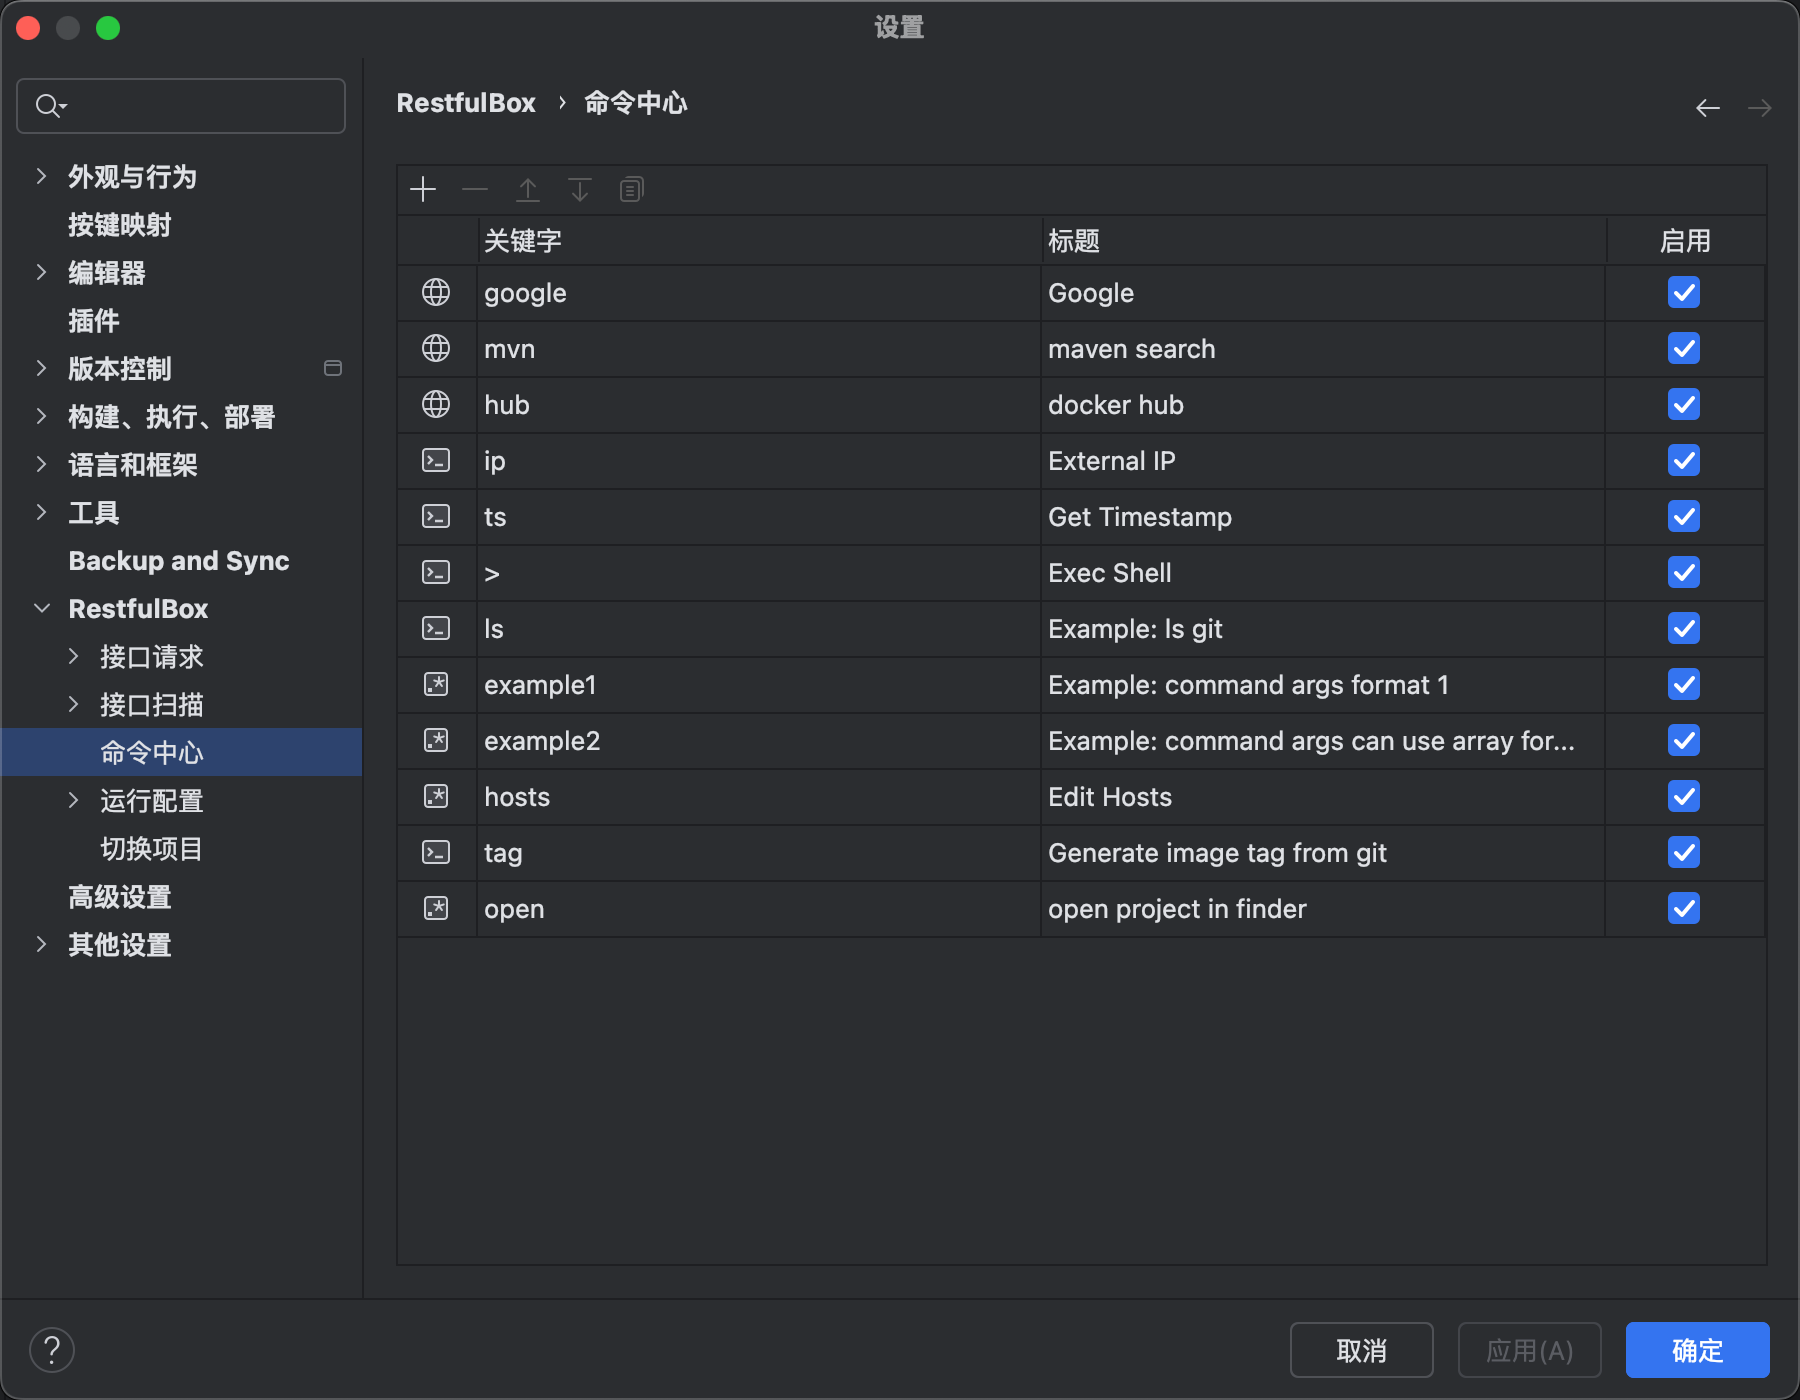 设置
外观与行为
按键映射
编辑器
插件
版本控制
构建、执行、部署
语言和框架
工具
Backup and Sync
RestfulBox
接口请求
接口扫描
命令中心
运行配置
切换项目
高级设置
其他设置
RestfulBox › 命令中心
关键字 标题 启用
google Google
mvn maven search
hub docker hub
ip External IP
ts Get Timestamp
> Exec Shell
ls Example: ls git
example1 Example: command args format 1
example2 Example: command args can use array for...
hosts Edit Hosts
tag Generate image tag from git
open open project in finder
? 取消 应用(A) 确定